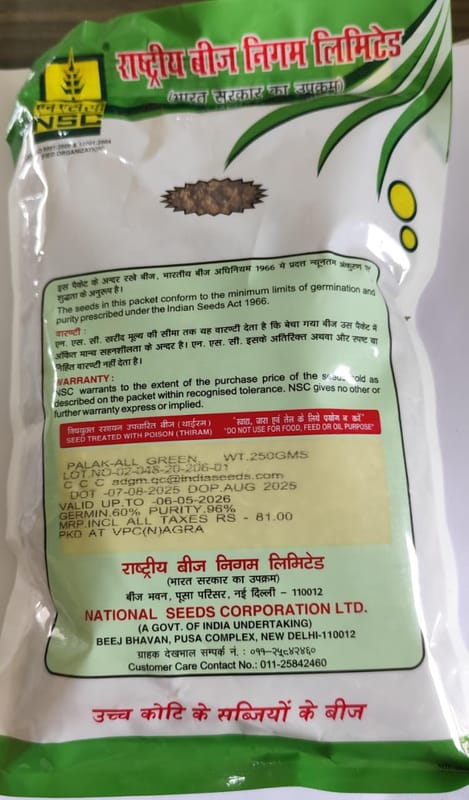 राष्ट्रीय बीज निगम लिमिटेड
(भारत सरकार का उपक्रम)
NSC
इस पैकेट के अन्दर रखे बीज, भारतीय बीज अधिनियम 1966 में प्रदत्त न्यूनतम अंकुरण एवं
शुद्धता के अनुरूप है।
The seeds in this packet conform to the minimum limits of germination and
purity prescribed under the Indian Seeds Act 1966.
वारण्टी :
एन. एस. सी. खरीद मूल्य की सीमा तक यह वारण्टी देता है कि बेचा गया बीज उस पैकेट में
अंकित मान्य सहनशीलता के अन्दर है। एन. एस. सी. इसके अतिरिक्त अथवा और स्पष्ट या
निहित वारण्टी नहीं देता है।
WARRANTY :
NSC warrants to the extent of the purchase price of the seeds sold as
described on the packet within recognised tolerance. NSC gives no other or
further warranty express or implied.
विषयुक्त रसायन उपचारित बीज (थाईरम)
SEED TREATED WITH POISON (THIRAM)
"खाद्य, चारा एवं तेल के लिये प्रयोग न करें"
"DO NOT USE FOR FOOD, FEED OR OIL PURPOSE"
PALAK-ALL GREEN, WT.250GMS
LOT.NO-02-048-20-206-01
C C C adgm.qc@indiaseeds.com
DOT -07-08-2025 DOP.AUG 2025
VALID UP.TO -06-05-2026
GERMIN.60% PURITY.96%
MRP.INCL ALL TAXES RS - 81.00
PKD AT VPC(N)AGRA
राष्ट्रीय बीज निगम लिमिटेड
(भारत सरकार का उपक्रम)
बीज भवन, पूसा परिसर, नई दिल्ली – 110012
NATIONAL SEEDS CORPORATION LTD.
(A GOVT. OF INDIA UNDERTAKING)
BEEJ BHAVAN, PUSA COMPLEX, NEW DELHI-110012
ग्राहक देखभाल सम्पर्क नं. : ०११–२५८४२४६०
Customer Care Contact No.: 011-25842460
उच्च कोटि के सब्जियों के बीज